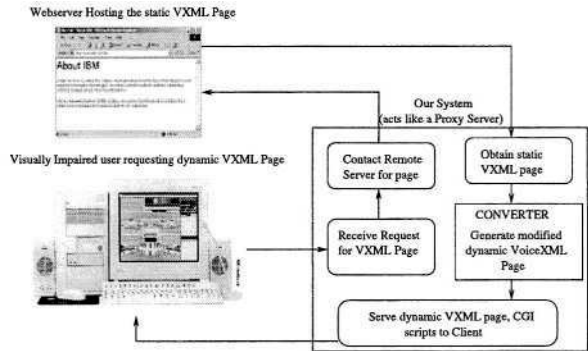 Webserver Hosting the static VXML Page
About IBM
Our System
(acts like a Proxy Server)
Visually Impaired user requesting dynamic VXML Page
Contact Remote
Server for page
Obtain static
VXML page
Receive Request
for VXML Page
CONVERTER
Generate modified
dynamic VoiceXML
Page
Serve dynamic VXML page, CGI
scripts to Client